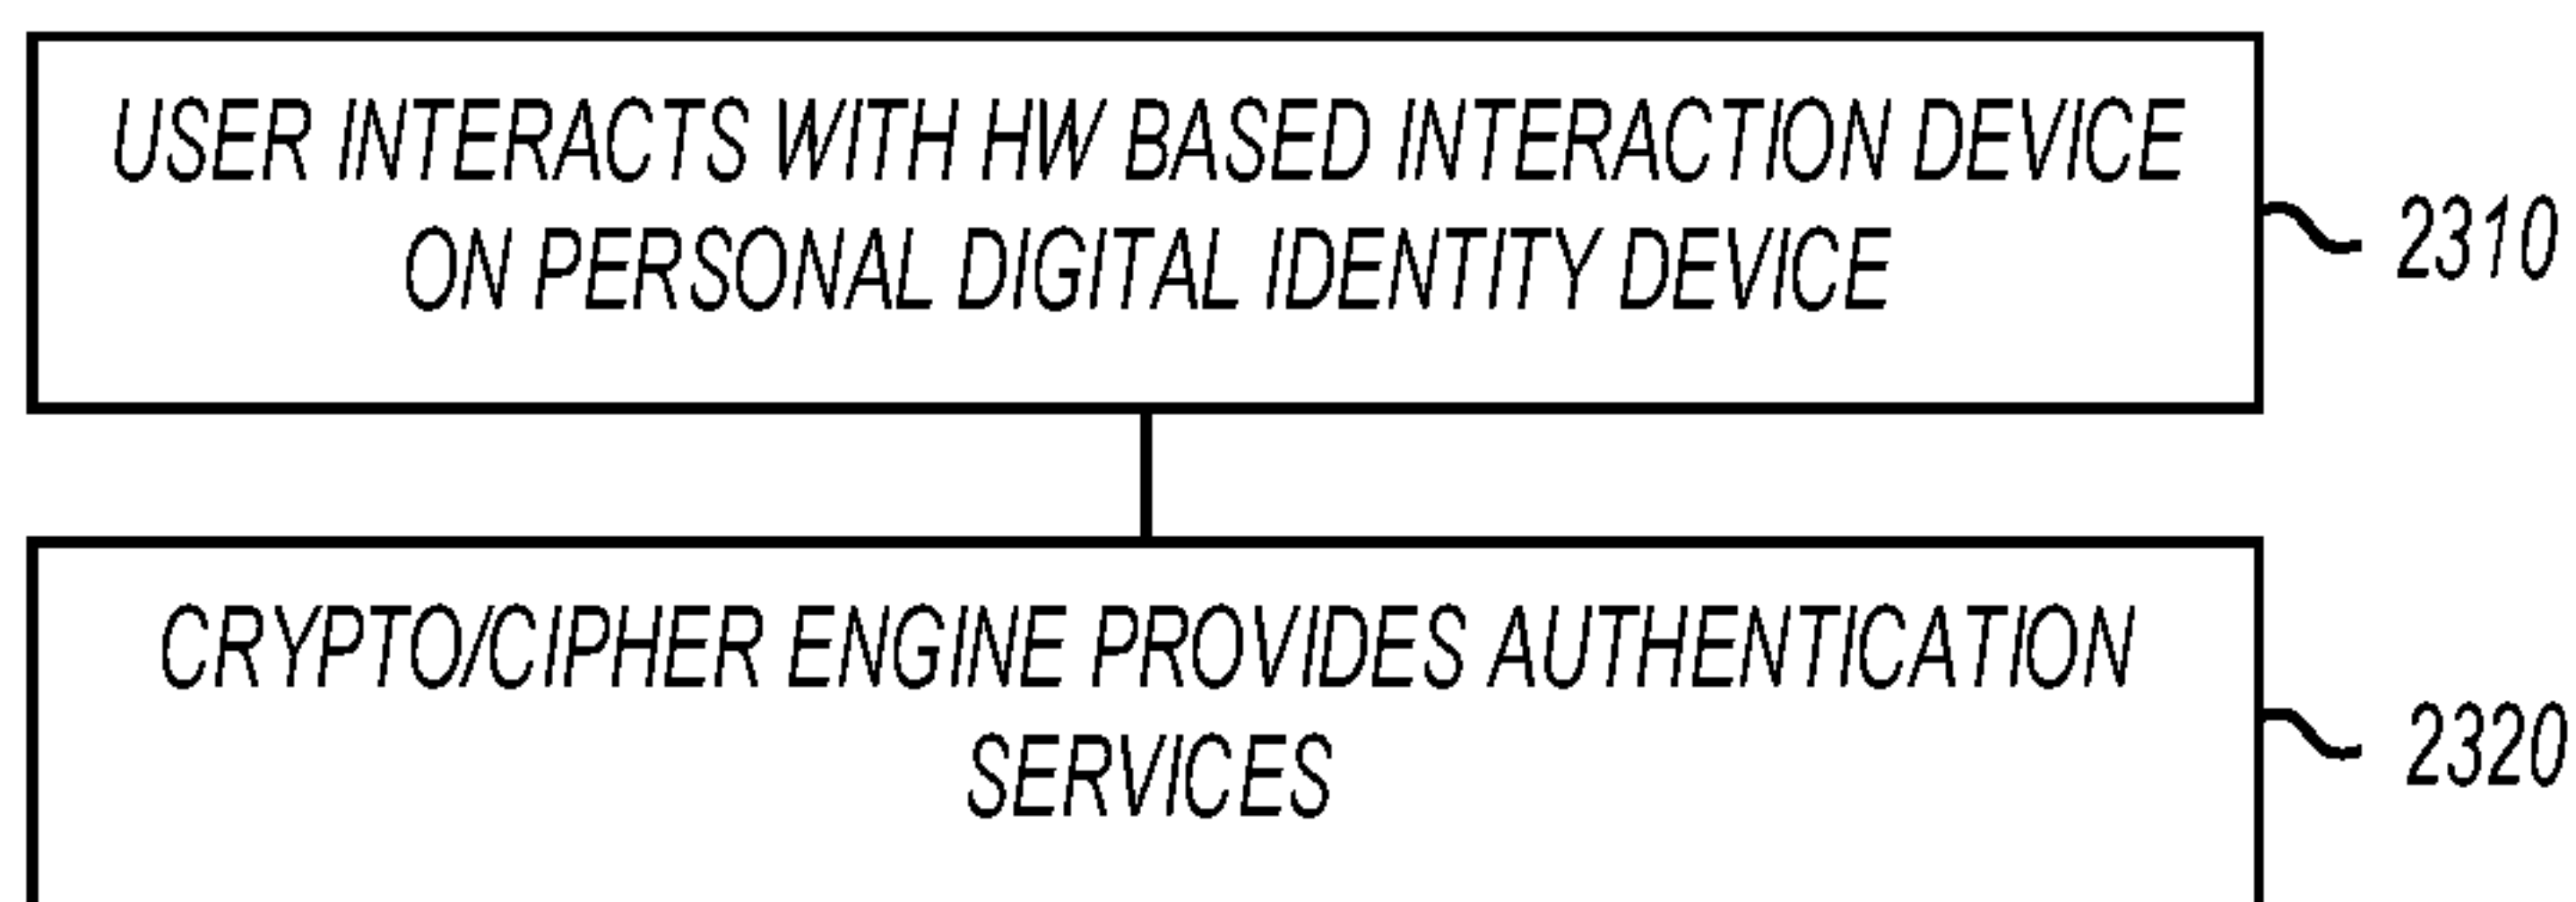 USER INTERACTS WITH HW BASED INTERACTION DEVICE
ON PERSONAL DIGITAL IDENTITY DEVICE
2310
CRYPTO/CIPHER ENGINE PROVIDES AUTHENTICATION
SERVICES
2320